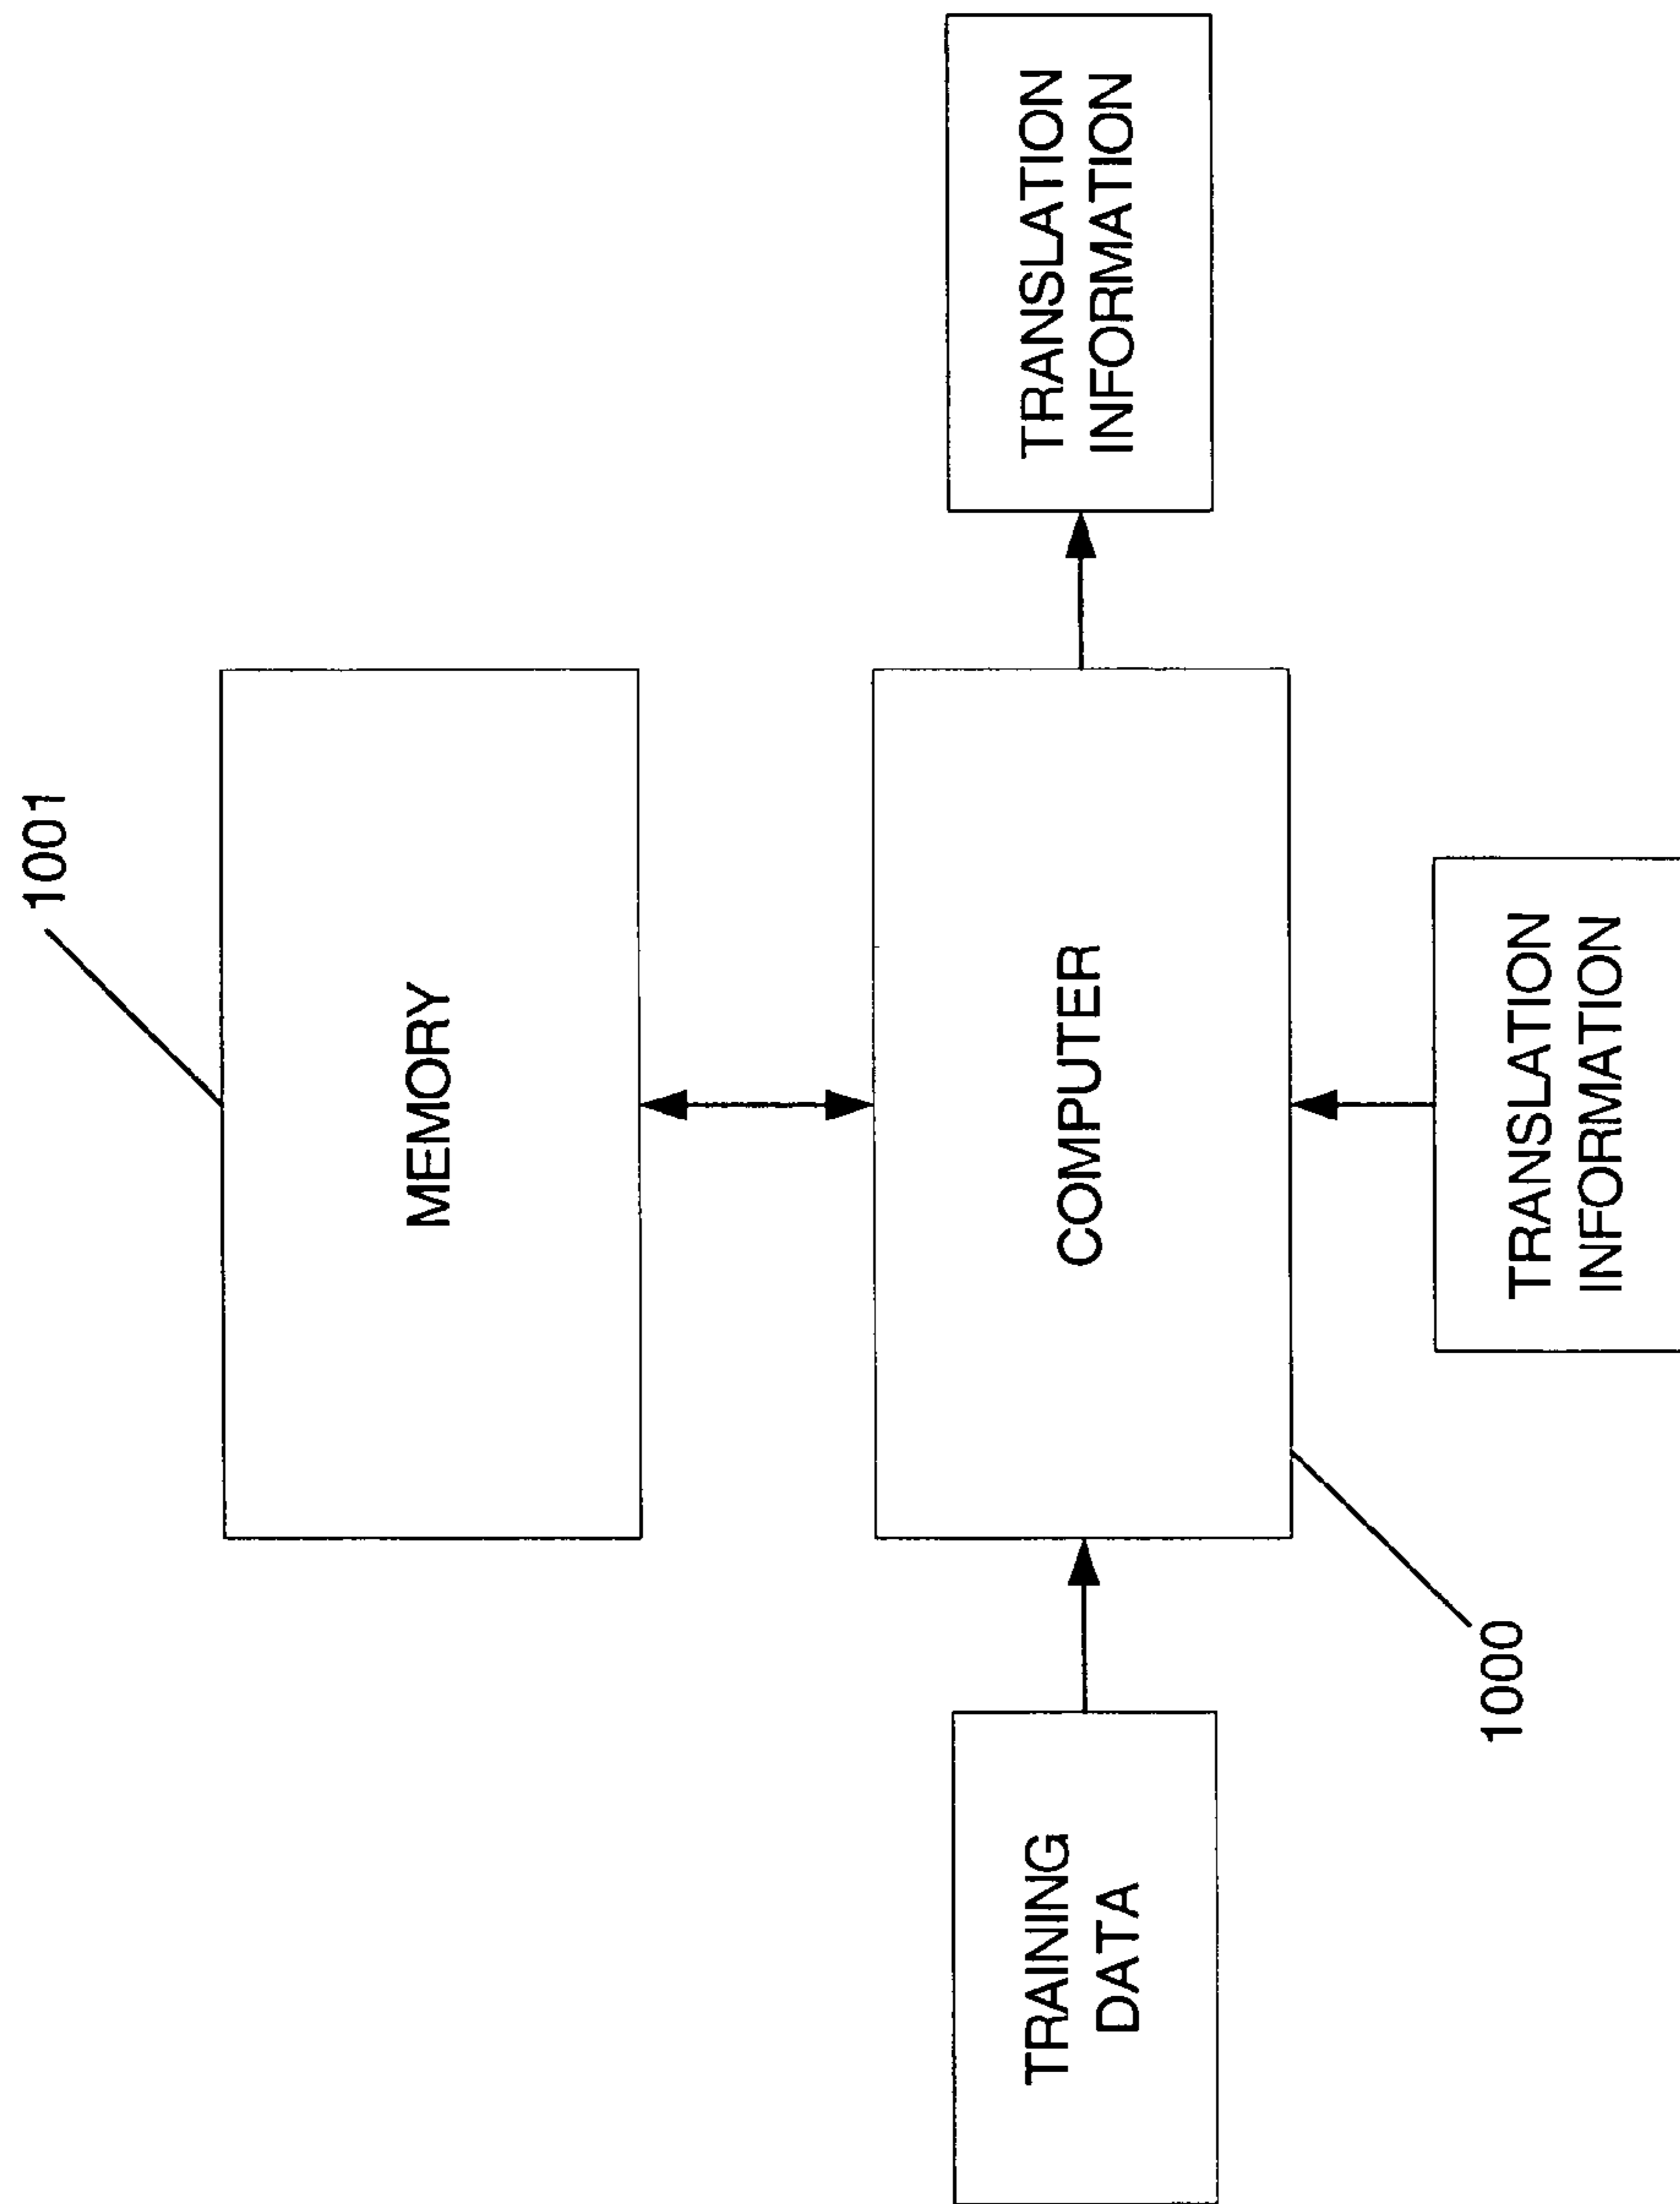 1001
MEMORY
TRAINING
DATA
COMPUTER
TRANSLATION
INFORMATION
1000
TRANSLATION
INFORMATION